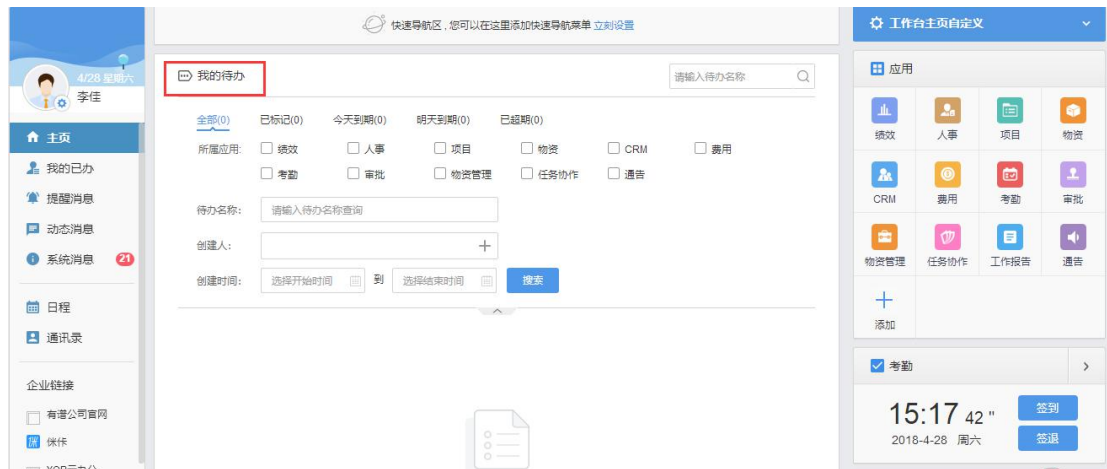 快速导航区，您可以在这里添加快速导航菜单 立刻设置
工作台主页自定义
4/28 星期六
李佳
主页
我的已办
提醒消息
动态消息
系统消息 21
日程
通讯录
企业链接
有谱公司官网
侎 侎佧
我的待办
请输入待办名称
全部(0) 已标记(0) 今天到期(0) 明天到期(0) 已超期(0)
所属应用: 绩效 人事 项目 物资 CRM 费用
考勤 审批 物资管理 任务协作 通告
待办名称: 请输入待办名称查询
创建人:
创建时间: 选择开始时间 到 选择结束时间 搜索
应用
绩效 人事 项目 物资
CRM 费用 考勤 审批
物资管理 任务协作 工作报告 通告
添加
考勤
15:17 42 " 签到
2018-4-28 周六 签退